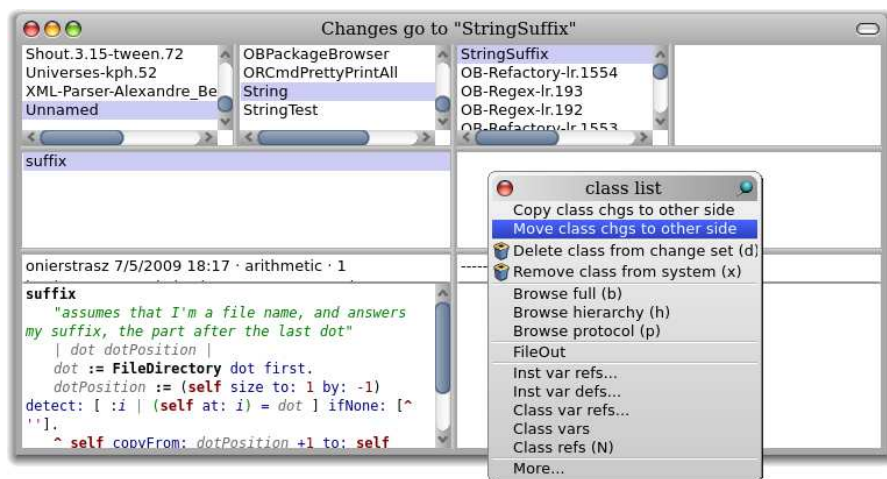 Changes go to "StringSuffix"
Shout.3.15-tween.72
Universes-kph.52
XML-Parser-Alexandre_Be
Unnamed
OBPackageBrowser
ORCmdPrettyPrintAll
String
StringTest
StringSuffix
OB-Refactory-lr.1554
OB-Regex-lr.193
OB-Regex-lr.192
OB-Refactory-lr.1553
suffix
onierstrasz 7/5/2009 18:17 · arithmetic · 1
suffix
"assumes that I'm a file name, and answers
my suffix, the part after the last dot"
| dot dotPosition |
dot := FileDirectory dot first.
dotPosition := (self size to: 1 by: -1)
detect: [ :i | (self at: i) = dot ] ifNone: [^
''].
^ self copyFrom: dotPosition +1 to: self
-----
class list
Copy class chgs to other side
Move class chgs to other side
Delete class from change set (d)
Remove class from system (x)
Browse full (b)
Browse hierarchy (h)
Browse protocol (p)
FileOut
Inst var refs...
Inst var defs...
Class var refs...
Class vars
Class refs (N)
More...